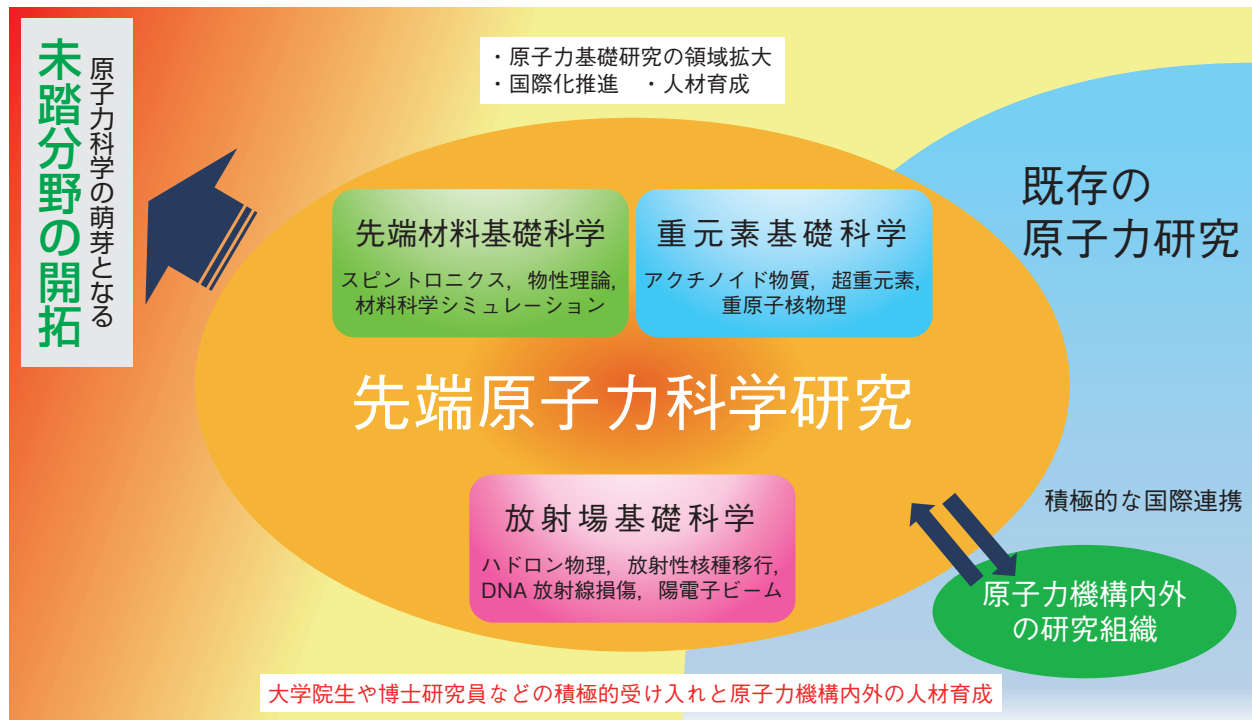 原子力科学の萌芽となる
未踏分野の開拓
・原子力基礎研究の領域拡大
・国際化推進　・人材育成
既存の
原子力研究
先端材料基礎科学
スピントロニクス，物性理論，
材料科学シミュレーション
重元素基礎科学
アクチノイド物質，超重元素，
重原子核物理
先端原子力科学研究
放射場基礎科学
ハドロン物理，放射性核種移行，
DNA 放射線損傷，陽電子ビーム
積極的な国際連携
原子力機構内外
の研究組織
大学院生や博士研究員などの積極的受け入れと原子力機構内外の人材育成